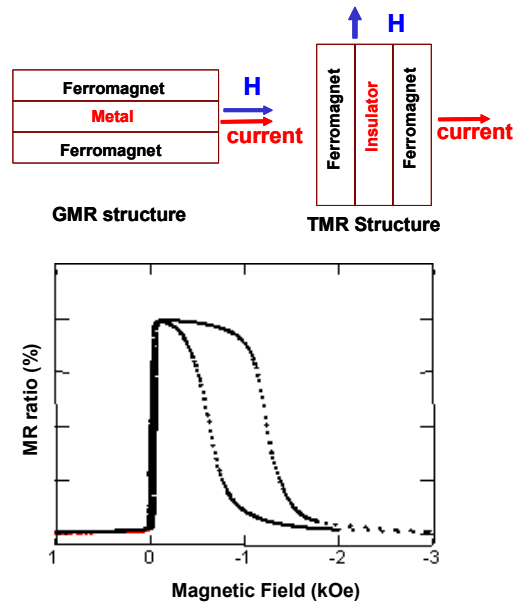 Ferromagnet
Metal
Ferromagnet
H
current
GMR structure
H
Ferromagnet
Insulator
Ferromagnet
current
TMR Structure
MR ratio (%)
1
0
-1
-2
-3
Magnetic Field (kOe)